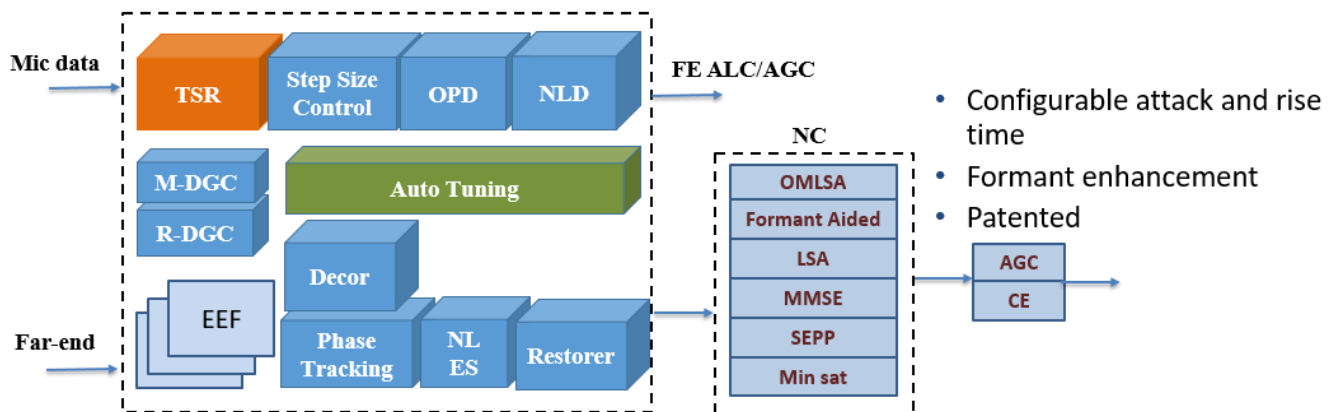 Mic data
TSR
Step Size
Control
OPD
NLD
FE ALC/AGC
M-DGC
R-DGC
Auto Tuning
Decor
Far-end
EEF
Phase
Tracking
NL
ES
Restorer
NC
OMLSA
Formant Aided
LSA
MMSE
SEPP
Min sat
• Configurable attack and rise
time
• Formant enhancement
• Patented
AGC
CE